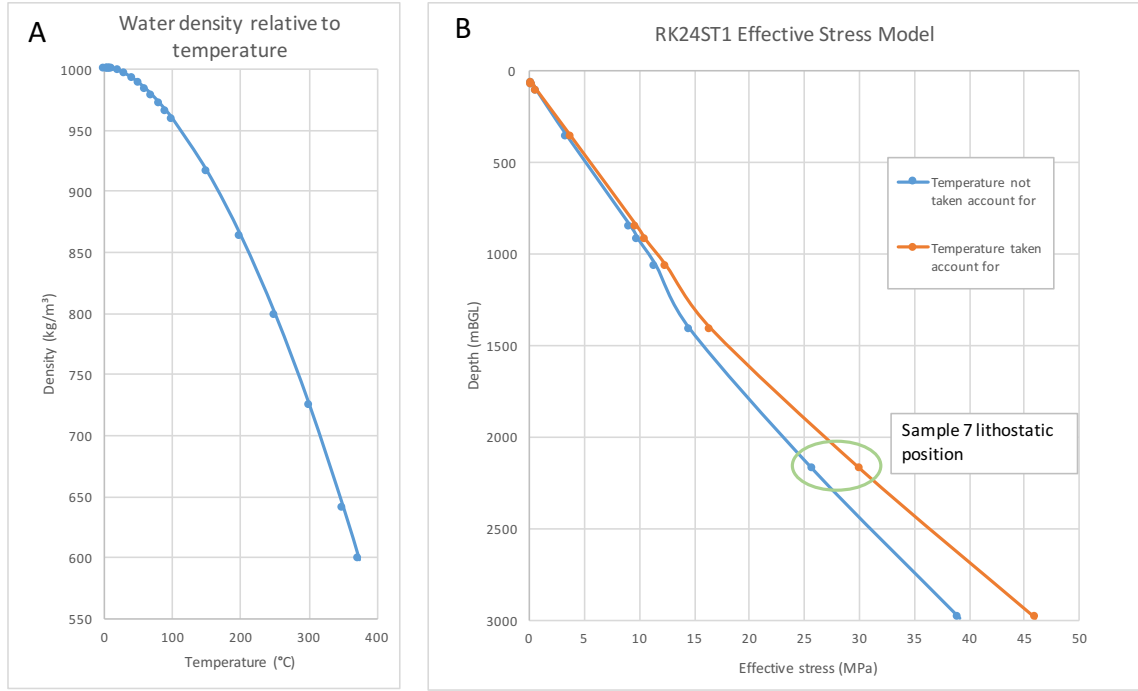 A
Water density relative to
temperature
1000
950
900
850
800
750
700
650
600
550
Density (kg/m³)
0
100
200
300
400
Temperature (°C)
B
RK24ST1 Effective Stress Model
0
500
1000
1500
2000
2500
3000
Depth (mBGL)
Temperature not
taken account for
Temperature taken
account for
Sample 7 lithostatic
position
0
5
10
15
20
25
30
35
40
45
50
Effective stress (MPa)